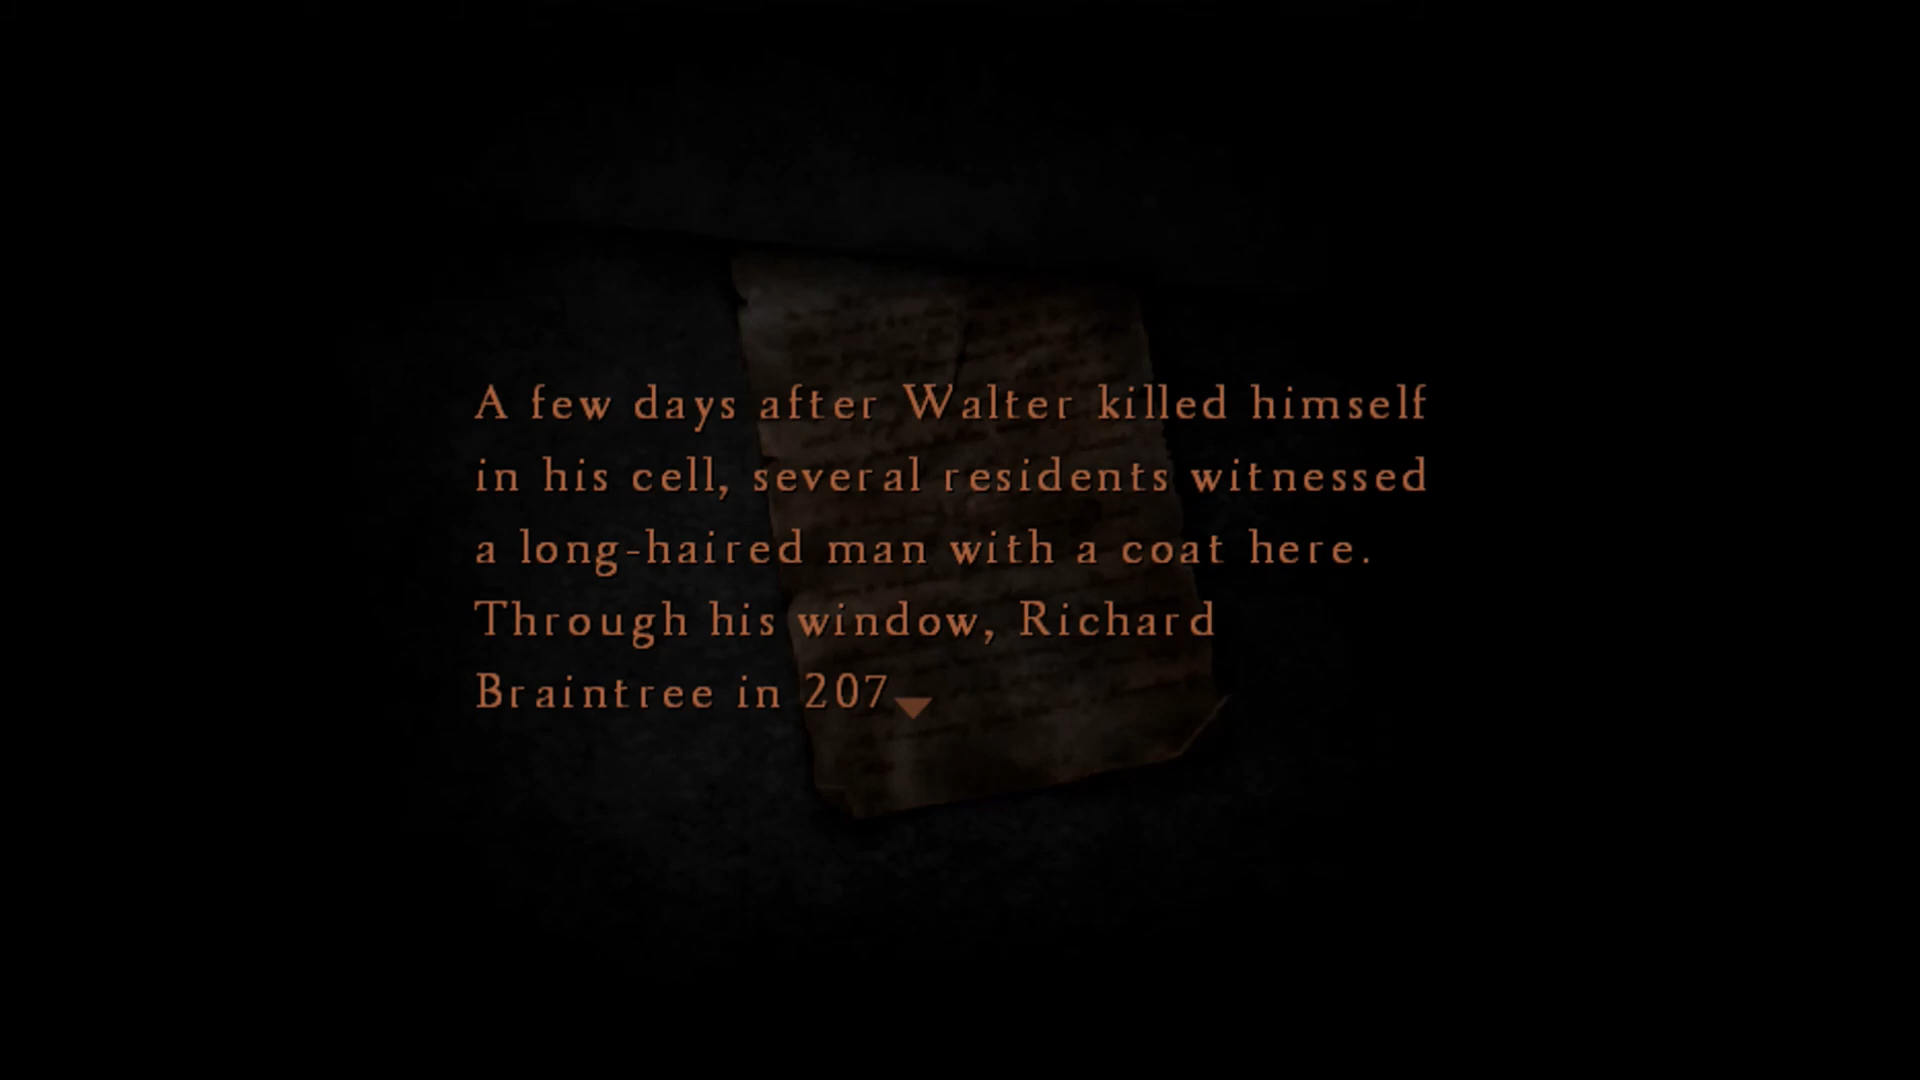 A few days after Walter killed himself
in his cell, several residents witnessed
a long-haired man with a coat here.
Through his window, Richard
Braintree in 207